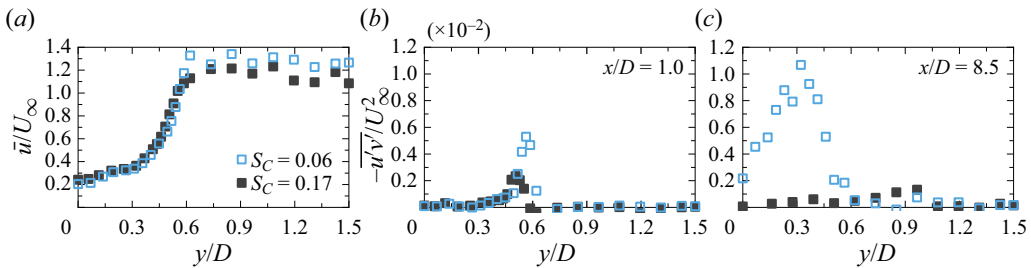 (a)
1.4
1.2
1.0
0.8
0.6
0.4
0.2
ū/U∞
0 0.3 0.6 0.9 1.2 1.5
y/D
S_C = 0.06
S_C = 0.17
(b) (×10⁻²)
1.2
1.0
0.8
0.6
0.4
0.2
−u′v′/U²∞
x/D = 1.0
0 0.3 0.6 0.9 1.2 1.5
y/D
(c)
1.2
1.0
0.8
0.6
0.4
0.2
x/D = 8.5
0 0.3 0.6 0.9 1.2 1.5
y/D